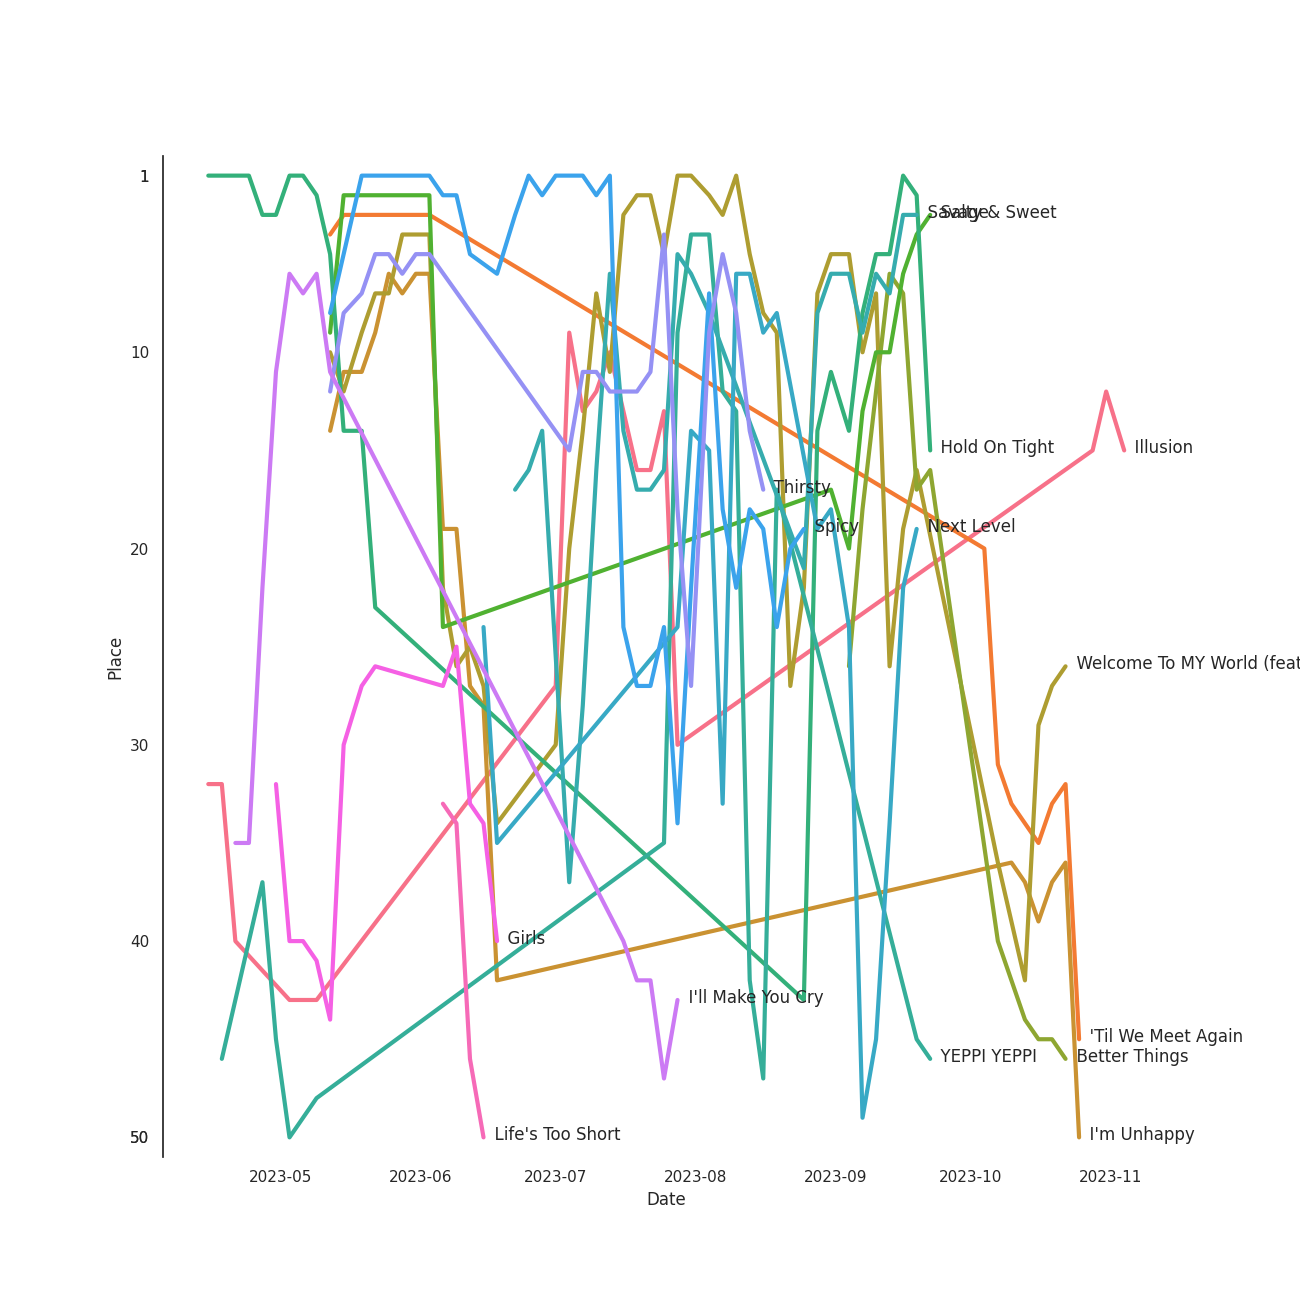 1
Savage
Salty & Sweet
10
Hold On Tight
Illusion
Thirsty
Spicy
Next Level
20
Welcome To MY World (feat
30
Place
40
Girls
I'll Make You Cry
'Til We Meet Again
YEPPI YEPPI
Better Things
50
Life's Too Short
I'm Unhappy
2023-05
2023-06
2023-07
2023-08
2023-09
2023-10
2023-11
Date